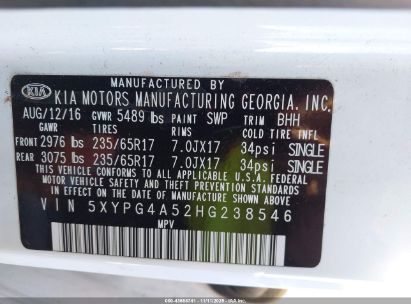 MANUFACTURED BY
KIA KIA MOTORS MANUFACTURING GEORGIA, INC.
AUG/12/16 GVWR 5489 lbs PAINT SWP TRIM BHH
GAWR TIRES RIMS COLD TIRE INFL
FRONT 2976 lbs 235/65R17 7.0JX17 34psi SINGLE
REAR 3075 lbs 235/65R17 7.0JX17 34psi SINGLE
THIS VEHICLE CONFORMS TO ALL APPLICABLE U.S.A. FEDERAL
MOTOR VEHICLE SAFETY STANDARDS IN EFFECT ON
THE DATE OF MANUFACTURE SHOWN ABOVE.
VIN 5XYPG4A52HG238546
MPV